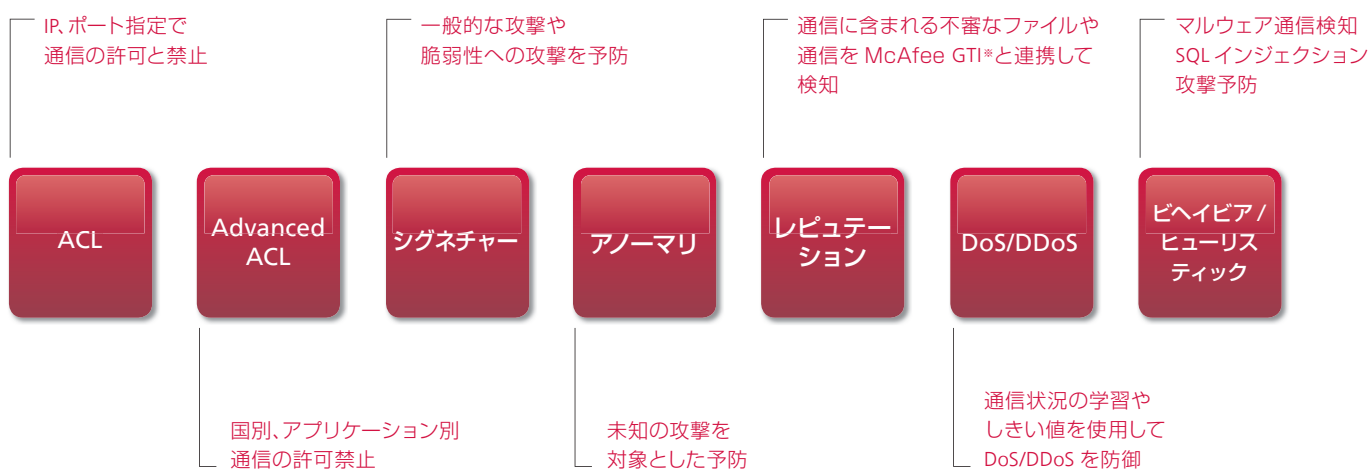 IP、ポート指定で
通信の許可と禁止
一般的な攻撃や
脆弱性への攻撃を予防
通信に含まれる不審なファイルや
通信を McAfee GTI※と連携して
検知
マルウェア通信検知
SQL インジェクション
攻撃予防
ACL
Advanced
ACL
シグネチャー
アノーマリ
レピュテー
ション
DoS/DDoS
ビヘイビア /
ヒューリス
ティック
国別、アプリケーション別
通信の許可禁止
未知の攻撃を
対象とした予防
通信状況の学習や
しきい値を使用して
DoS/DDoS を防御